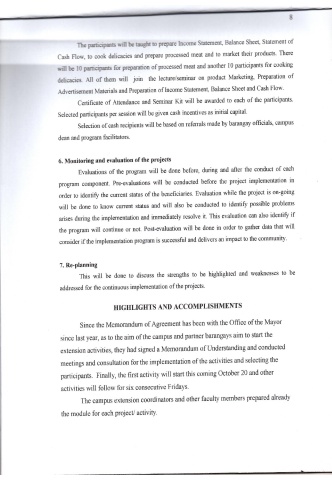 8
The participants will be taught to prepare Income Statement, Balance Sheet, Statement of
Cash Flow, to cook delicacies and prepare processed meat and to market their products. There
will be 10 participants for preparation of processed meat and another 10 participants for cooking
delicacies. All of them will join the lecture/seminar on product Marketing, Preparation of
Advertisement Materials and Preparation of Income Statement, Balance Sheet and Cash Flow.
Certificate of Attendance and Seminar Kit will be awarded to each of the participants.
Selected participants per session will be given cash incentives as initial capital.
Selection of cash recipients will be based on referrals made by barangay officials, campus
dean and program facilitators.
6. Monitoring and evaluation of the projects
Evaluations of the program will be done before, during and after the conduct of each
program component. Pre-evaluations will be conducted before the project implementation in
order to identify the current status of the beneficiaries. Evaluation while the project is on-going
will be done to know current status and will also be conducted to identify possible problems
arises during the implementation and immediately resolve it. This evaluation can also identify if
the program will continue or not. Post-evaluation will be done in order to gather data that will
consider if the implementation program is successful and delivers an impact to the community.
7. Re-planning
This will be done to discuss the strengths to be highlighted and weaknesses to be
addressed for the continuous implementation of the projects.
HIGHLIGHTS AND ACCOMPLISHMENTS
Since the Memorandum of Agreement has been with the Office of the Mayor
since last year, as to the aim of the campus and partner barangays aim to start the
extension activities, they had signed a Memorandum of Understanding and conducted
meetings and consultation for the implementation of the activities and selecting the
participants. Finally, the first activity will start this coming October 20 and other
activities will follow for six consecutive Fridays.
The campus extension coordinators and other faculty members prepared already
the module for each project/ activity.